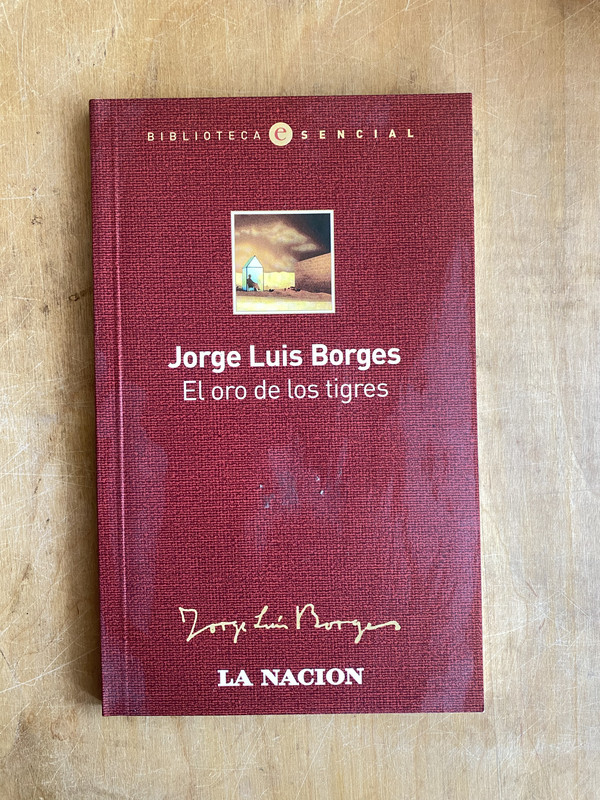 BIBLIOTECA eSENCIAL
Jorge Luis Borges
El oro de los tigres
Jorge Luis Borges
LA NACION